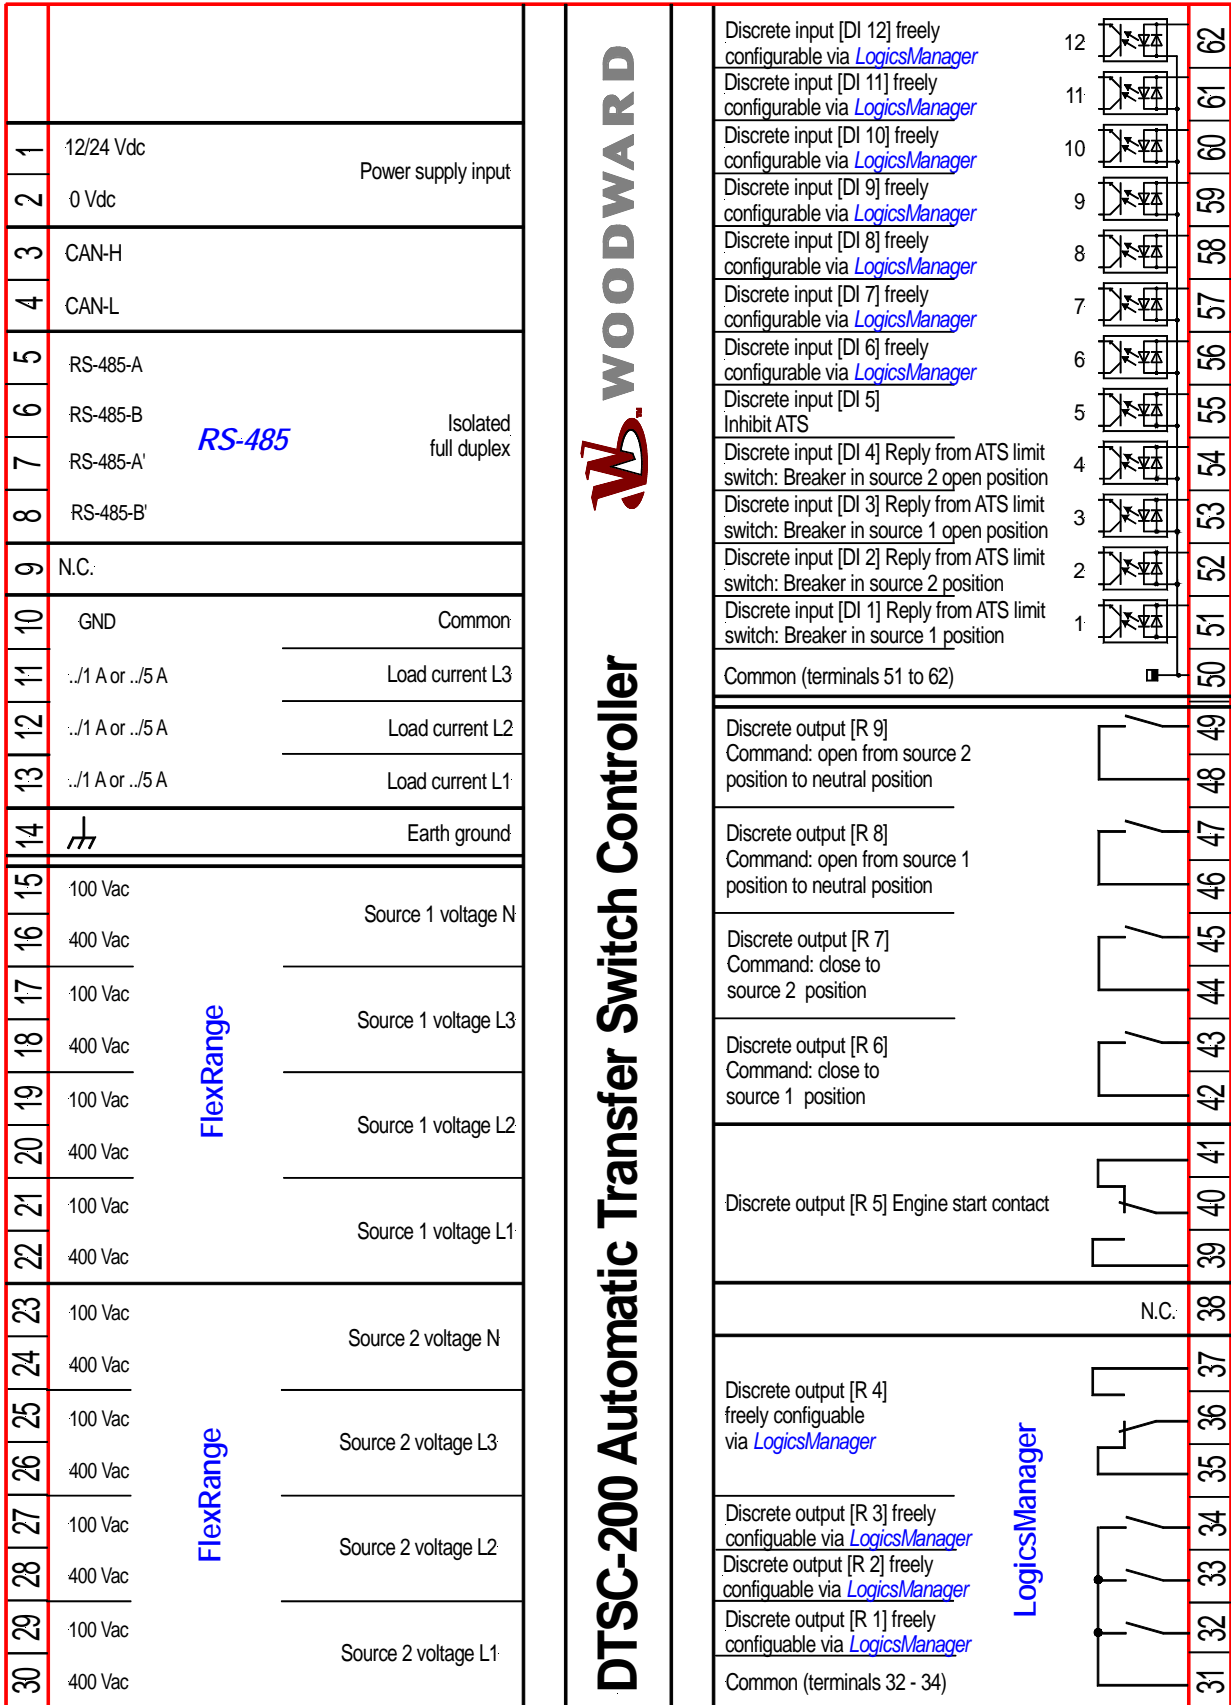 1 12/24 Vdc
Power supply input
2 0 Vdc
3 CAN-H
4 CAN-L
5 RS-485-A
6 RS-485-B
RS-485
Isolated
full duplex
7 RS-485-A'
8 RS-485-B'
9 N.C.
10 GND Common
11 ../1 A or ../5 A Load current L3
12 ../1 A or ../5 A Load current L2
13 ../1 A or ../5 A Load current L1
14 Earth ground
15 100 Vac
Source 1 voltage N
16 400 Vac
17 100 Vac
Source 1 voltage L3
18 400 Vac
FlexRange
19 100 Vac
Source 1 voltage L2
20 400 Vac
21 100 Vac
Source 1 voltage L1
22 400 Vac
23 100 Vac
Source 2 voltage N
24 400 Vac
25 100 Vac
Source 2 voltage L3
26 400 Vac
FlexRange
27 100 Vac
Source 2 voltage L2
28 400 Vac
29 100 Vac
Source 2 voltage L1
30 400 Vac
DTSC-200 Automatic Transfer Switch Controller
WOODWARD
Discrete input [DI 12] freely
configurable via LogicsManager
12 62
Discrete input [DI 11] freely
configurable via LogicsManager
11 61
Discrete input [DI 10] freely
configurable via LogicsManager
10 60
Discrete input [DI 9] freely
configurable via LogicsManager
9 59
Discrete input [DI 8] freely
configurable via LogicsManager
8 58
Discrete input [DI 7] freely
configurable via LogicsManager
7 57
Discrete input [DI 6] freely
configurable via LogicsManager
6 56
Discrete input [DI 5]
Inhibit ATS
5 55
Discrete input [DI 4] Reply from ATS limit
switch: Breaker in source 2 open position
4 54
Discrete input [DI 3] Reply from ATS limit
switch: Breaker in source 1 open position
3 53
Discrete input [DI 2] Reply from ATS limit
switch: Breaker in source 2 position
2 52
Discrete input [DI 1] Reply from ATS limit
switch: Breaker in source 1 position
1 51
Common (terminals 51 to 62) 50
Discrete output [R 9]
Command: open from source 2
position to neutral position
49
48
Discrete output [R 8]
Command: open from source 1
position to neutral position
47
46
Discrete output [R 7]
Command: close to
source 2 position
45
44
Discrete output [R 6]
Command: close to
source 1 position
43
42
41
Discrete output [R 5] Engine start contact 40
39
N.C. 38
37
Discrete output [R 4]
freely configuable
via LogicsManager
36
35
LogicsManager
Discrete output [R 3] freely
configuable via LogicsManager
34
Discrete output [R 2] freely
configuable via LogicsManager
33
Discrete output [R 1] freely
configuable via LogicsManager
32
Common (terminals 32 - 34) 31